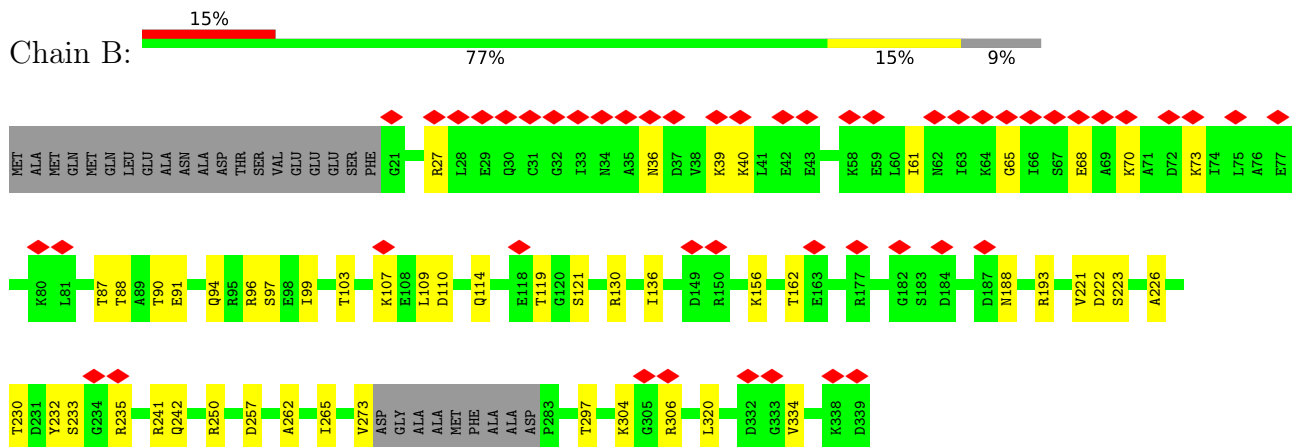 15%
Chain B:
77% 15% 9%
MET ALA MET GLN MET GLN LEU GLU ALA ASN ALA ASP THR SER VAL GLU GLU GLU SER PHE G21 R27 L28 E29 Q30 C31 G32 I33 N34 A35 N36 D37 V38 K39 K40 L41 E42 E43 K58 E59 L60 I61 N62 I63 K64 G65 I66 S67 E68 A69 K70 A71 D72 K73 I74 L75 A76 E77
K80 L81 T87 T88 A89 T90 E91 Q94 R95 R96 S97 E98 I99 T103 K107 E108 L109 D110 Q114 E118 T119 G120 S121 R130 I136 D149 R150 K156 T162 E163 R177 G182 S183 D184 D187 N188 R193 V221 D222 S223 A226
T230 D231 Y232 S233 G234 R235 R241 Q242 R250 D257 A262 I265 V273 ASP GLY ALA ALA MET PHE ALA ALA ASP P283 T297 K304 G305 R306 L320 D332 G333 V334 K338 D339